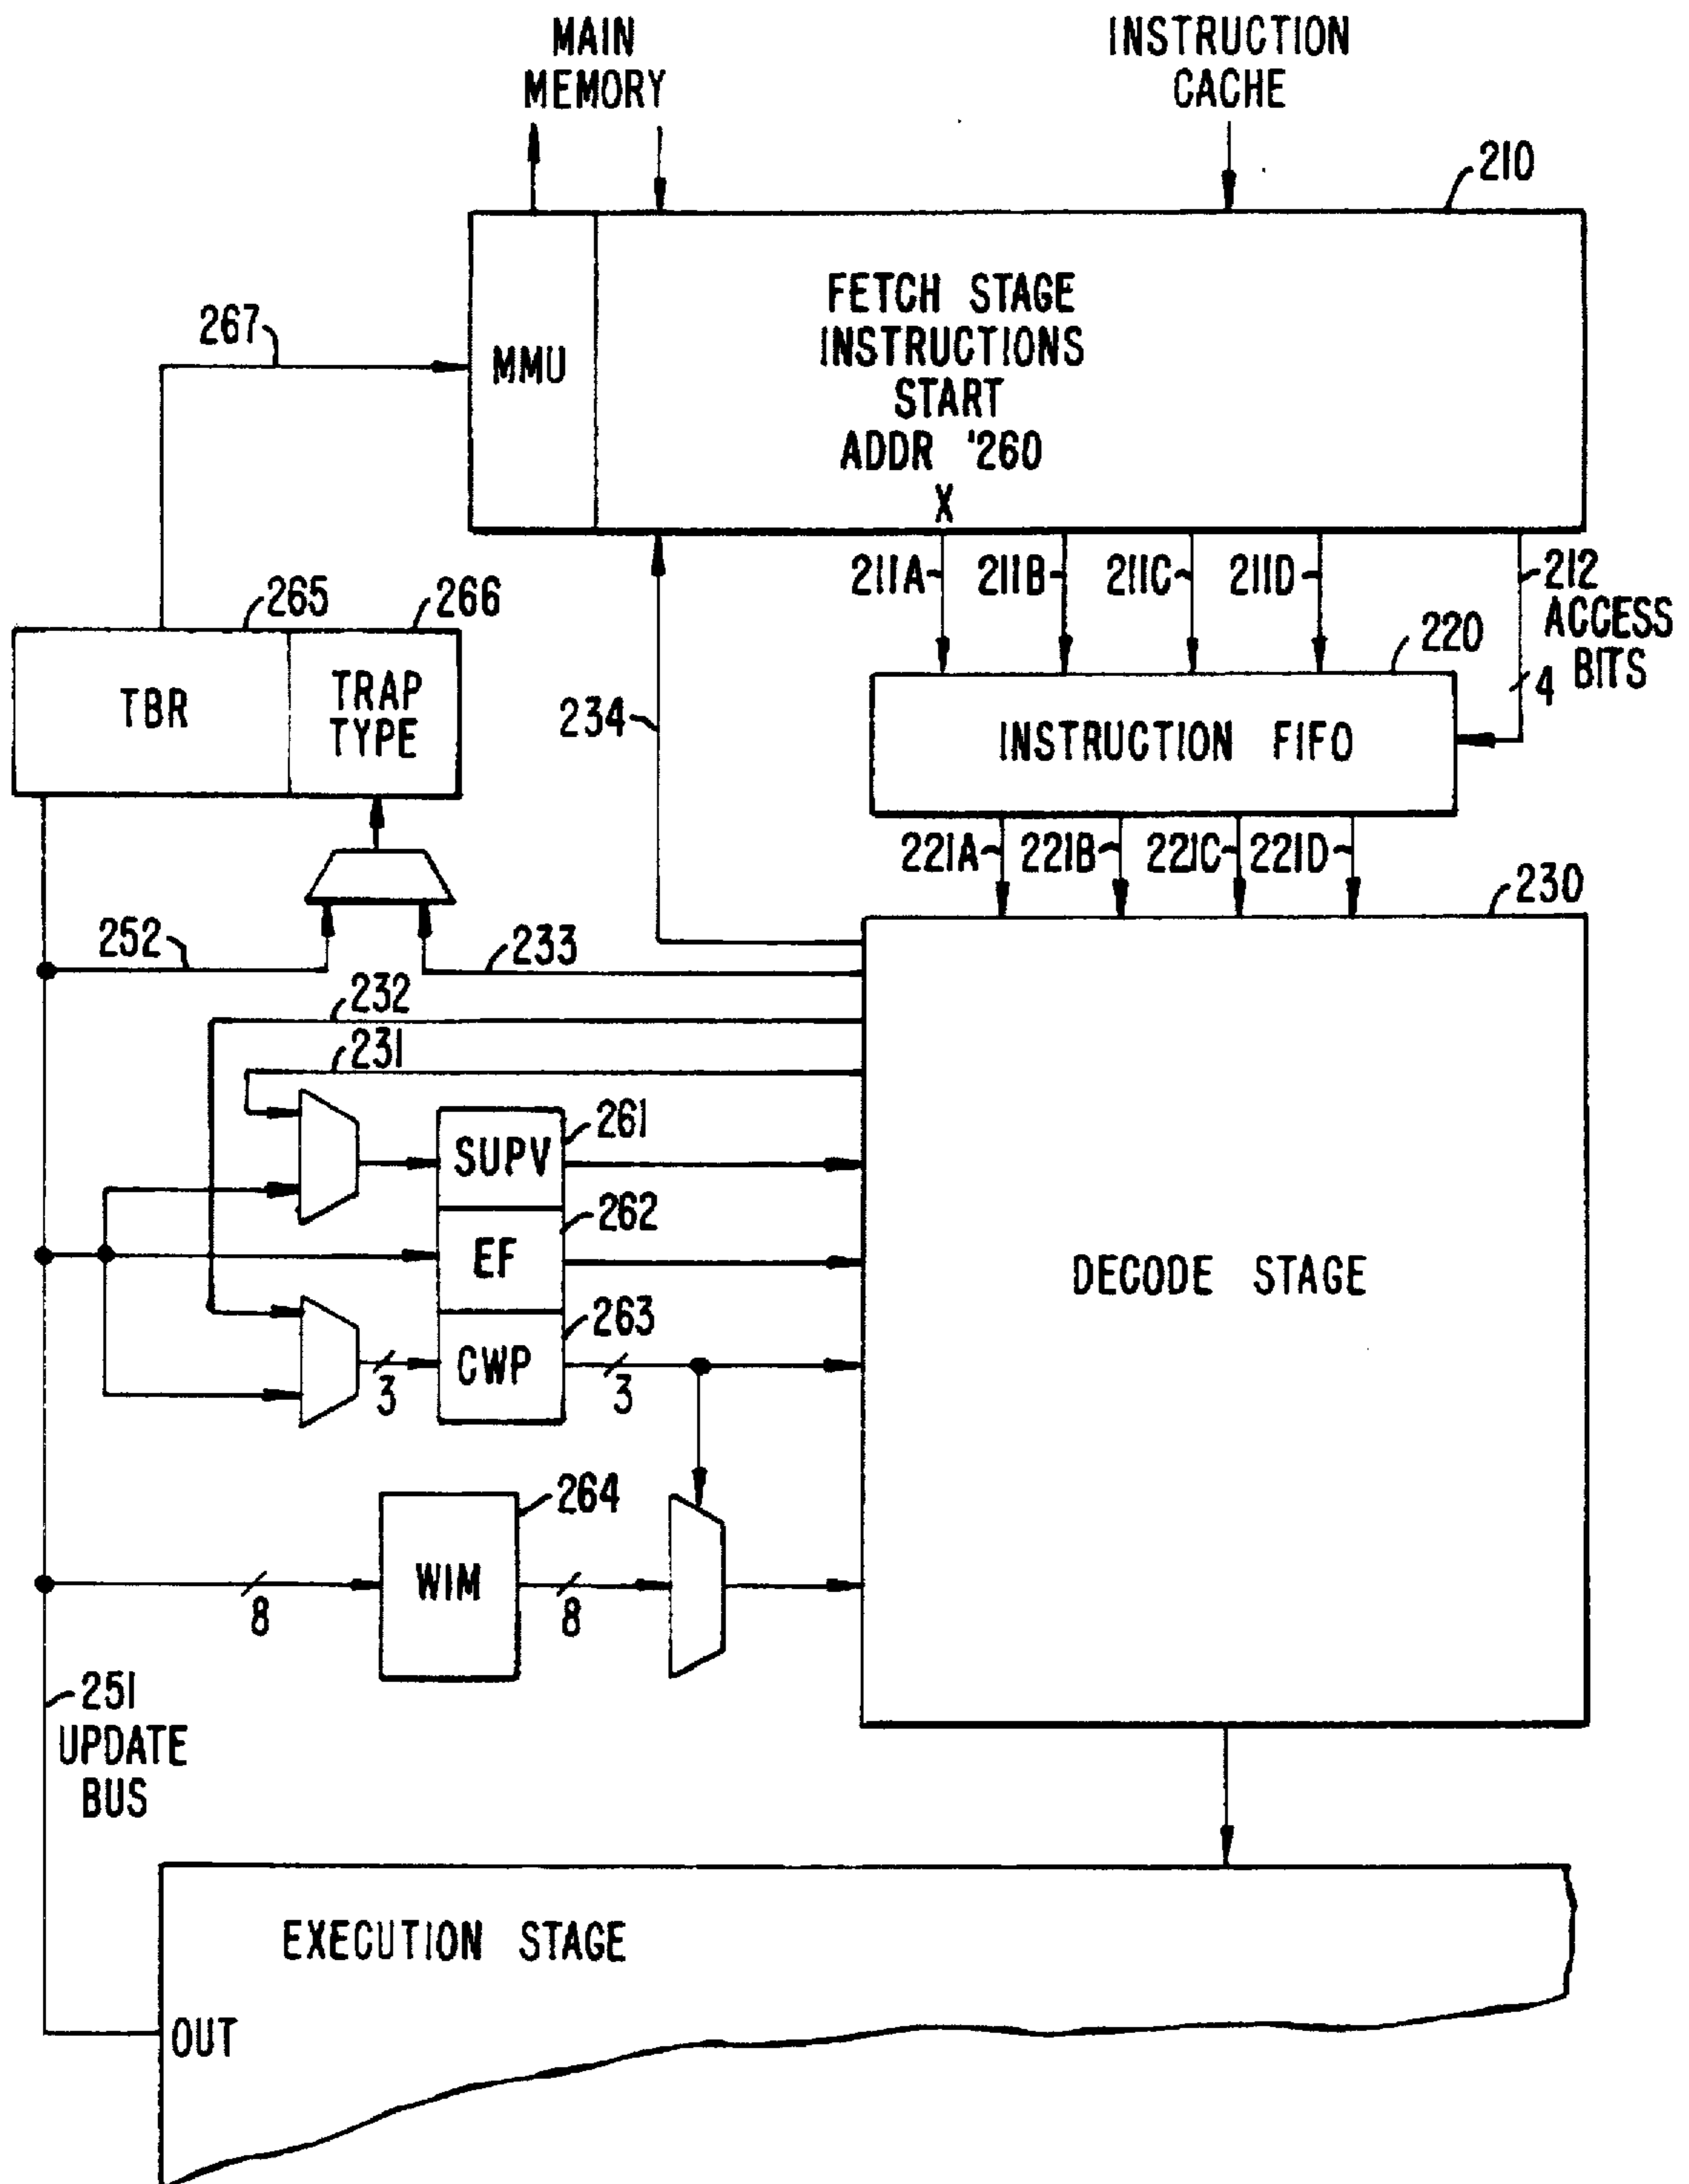 MAIN
MEMORY
INSTRUCTION
CACHE
210
267
MMU
FETCH STAGE
INSTRUCTIONS
START
ADDR '260
X
211A
211B
211C
211D
212
ACCESS
BITS
4
265
266
TBR
TRAP
TYPE
234
220
INSTRUCTION FIFO
221A
221B
221C
221D
230
252
233
232
231
SUPV
261
EF
262
CWP
263
3
3
DECODE STAGE
WIM
264
8
8
251
UPDATE
BUS
EXECUTION STAGE
OUT